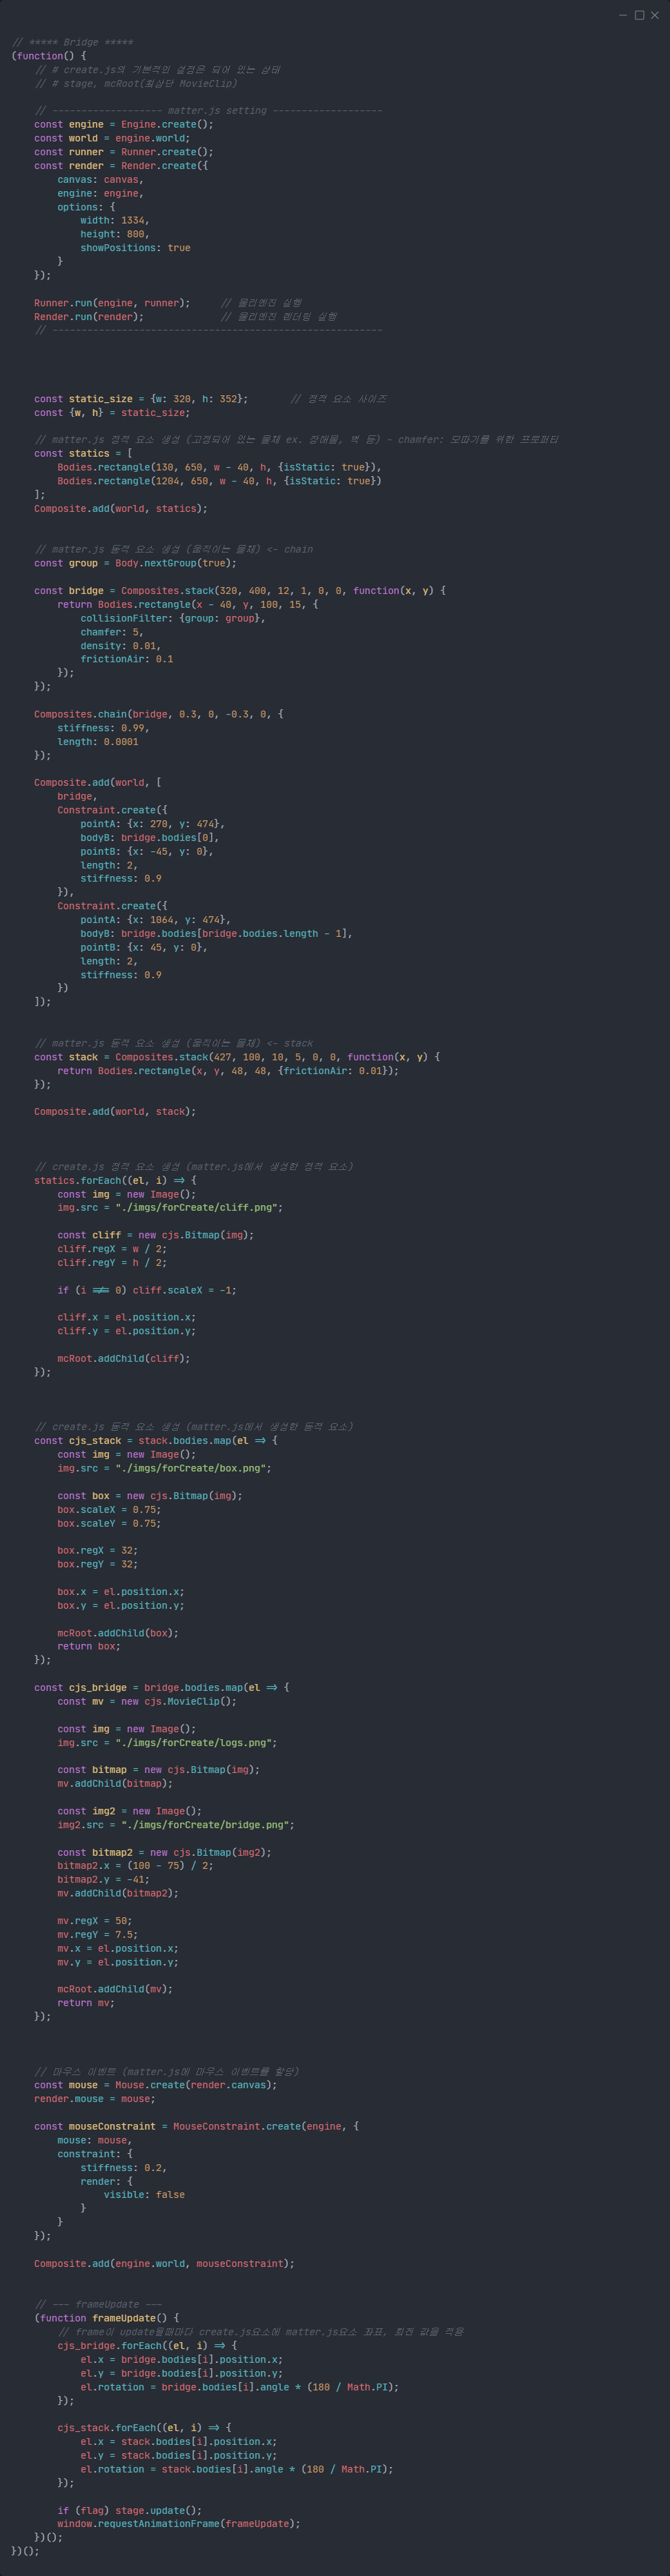 // ***** Bridge *****
(function() {
    // # create.js의 기본적인 설정은 되어 있는 상태
    // # stage, mcRoot(최상단 MovieClip)

    // ------------------- matter.js setting -------------------
    const engine = Engine.create();
    const world = engine.world;
    const runner = Runner.create();
    const render = Render.create({
        canvas: canvas,
        engine: engine,
        options: {
            width: 1334,
            height: 800,
            showPositions: true
        }
    });

    Runner.run(engine, runner);     // 물리엔진 실행
    Render.run(render);             // 물리엔진 렌더링 실행
    // ---------------------------------------------------------

    const static_size = {w: 320, h: 352};       // 정적 요소 사이즈
    const {w, h} = static_size;

    // matter.js 정적 요소 생성 (고정되어 있는 물체 ex. 장애물, 벽 등) - chamfer: 모따기를 위한 프로퍼티
    const statics = [
        Bodies.rectangle(130, 650, w - 40, h, {isStatic: true}),
        Bodies.rectangle(1204, 650, w - 40, h, {isStatic: true})
    ];
    Composite.add(world, statics);

    // matter.js 동적 요소 생성 (움직이는 물체) <- chain
    const group = Body.nextGroup(true);

    const bridge = Composites.stack(320, 400, 12, 1, 0, 0, function(x, y) {
        return Bodies.rectangle(x - 40, y, 100, 15, {
            collisionFilter: {group: group},
            chamfer: 5,
            density: 0.01,
            frictionAir: 0.1
        });
    });

    Composites.chain(bridge, 0.3, 0, -0.3, 0, {
        stiffness: 0.99,
        length: 0.0001
    });

    Composite.add(world, [
        bridge,
        Constraint.create({
            pointA: {x: 270, y: 474},
            bodyB: bridge.bodies[0],
            pointB: {x: -45, y: 0},
            length: 2,
            stiffness: 0.9
        }),
        Constraint.create({
            pointA: {x: 1064, y: 474},
            bodyB: bridge.bodies[bridge.bodies.length - 1],
            pointB: {x: 45, y: 0},
            length: 2,
            stiffness: 0.9
        })
    ]);

    // matter.js 동적 요소 생성 (움직이는 물체) <- stack
    const stack = Composites.stack(427, 100, 10, 5, 0, 0, function(x, y) {
        return Bodies.rectangle(x, y, 48, 48, {frictionAir: 0.01});
    });

    Composite.add(world, stack);

    // create.js 정적 요소 생성 (matter.js에서 생성한 정적 요소)
    statics.forEach((el, i) => {
        const img = new Image();
        img.src = "./imgs/forCreate/cliff.png";

        const cliff = new cjs.Bitmap(img);
        cliff.regX = w / 2;
        cliff.regY = h / 2;

        if (i !== 0) cliff.scaleX = -1;

        cliff.x = el.position.x;
        cliff.y = el.position.y;

        mcRoot.addChild(cliff);
    });

    // create.js 동적 요소 생성 (matter.js에서 생성한 동적 요소)
    const cjs_stack = stack.bodies.map(el => {
        const img = new Image();
        img.src = "./imgs/forCreate/box.png";

        const box = new cjs.Bitmap(img);
        box.scaleX = 0.75;
        box.scaleY = 0.75;

        box.regX = 32;
        box.regY = 32;

        box.x = el.position.x;
        box.y = el.position.y;

        mcRoot.addChild(box);
        return box;
    });

    const cjs_bridge = bridge.bodies.map(el => {
        const mv = new cjs.MovieClip();

        const img = new Image();
        img.src = "./imgs/forCreate/logs.png";

        const bitmap = new cjs.Bitmap(img);
        mv.addChild(bitmap);

        const img2 = new Image();
        img2.src = "./imgs/forCreate/bridge.png";

        const bitmap2 = new cjs.Bitmap(img2);
        bitmap2.x = (100 - 75) / 2;
        bitmap2.y = -41;
        mv.addChild(bitmap2);

        mv.regX = 50;
        mv.regY = 7.5;
        mv.x = el.position.x;
        mv.y = el.position.y;

        mcRoot.addChild(mv);
        return mv;
    });

    // 마우스 이벤트 (matter.js에 마우스 이벤트를 할당)
    const mouse = Mouse.create(render.canvas);
    render.mouse = mouse;

    const mouseConstraint = MouseConstraint.create(engine, {
        mouse: mouse,
        constraint: {
            stiffness: 0.2,
            render: {
                visible: false
            }
        }
    });

    Composite.add(engine.world, mouseConstraint);

    // --- frameUpdate ---
    (function frameUpdate() {
        // frame이 update될때마다 create.js요소에 matter.js요소 좌표, 회전 값을 적용
        cjs_bridge.forEach((el, i) => {
            el.x = bridge.bodies[i].position.x;
            el.y = bridge.bodies[i].position.y;
            el.rotation = bridge.bodies[i].angle * (180 / Math.PI);
        });

        cjs_stack.forEach((el, i) => {
            el.x = stack.bodies[i].position.x;
            el.y = stack.bodies[i].position.y;
            el.rotation = stack.bodies[i].angle * (180 / Math.PI);
        });

        if (flag) stage.update();
        window.requestAnimationFrame(frameUpdate);
    })();
})();